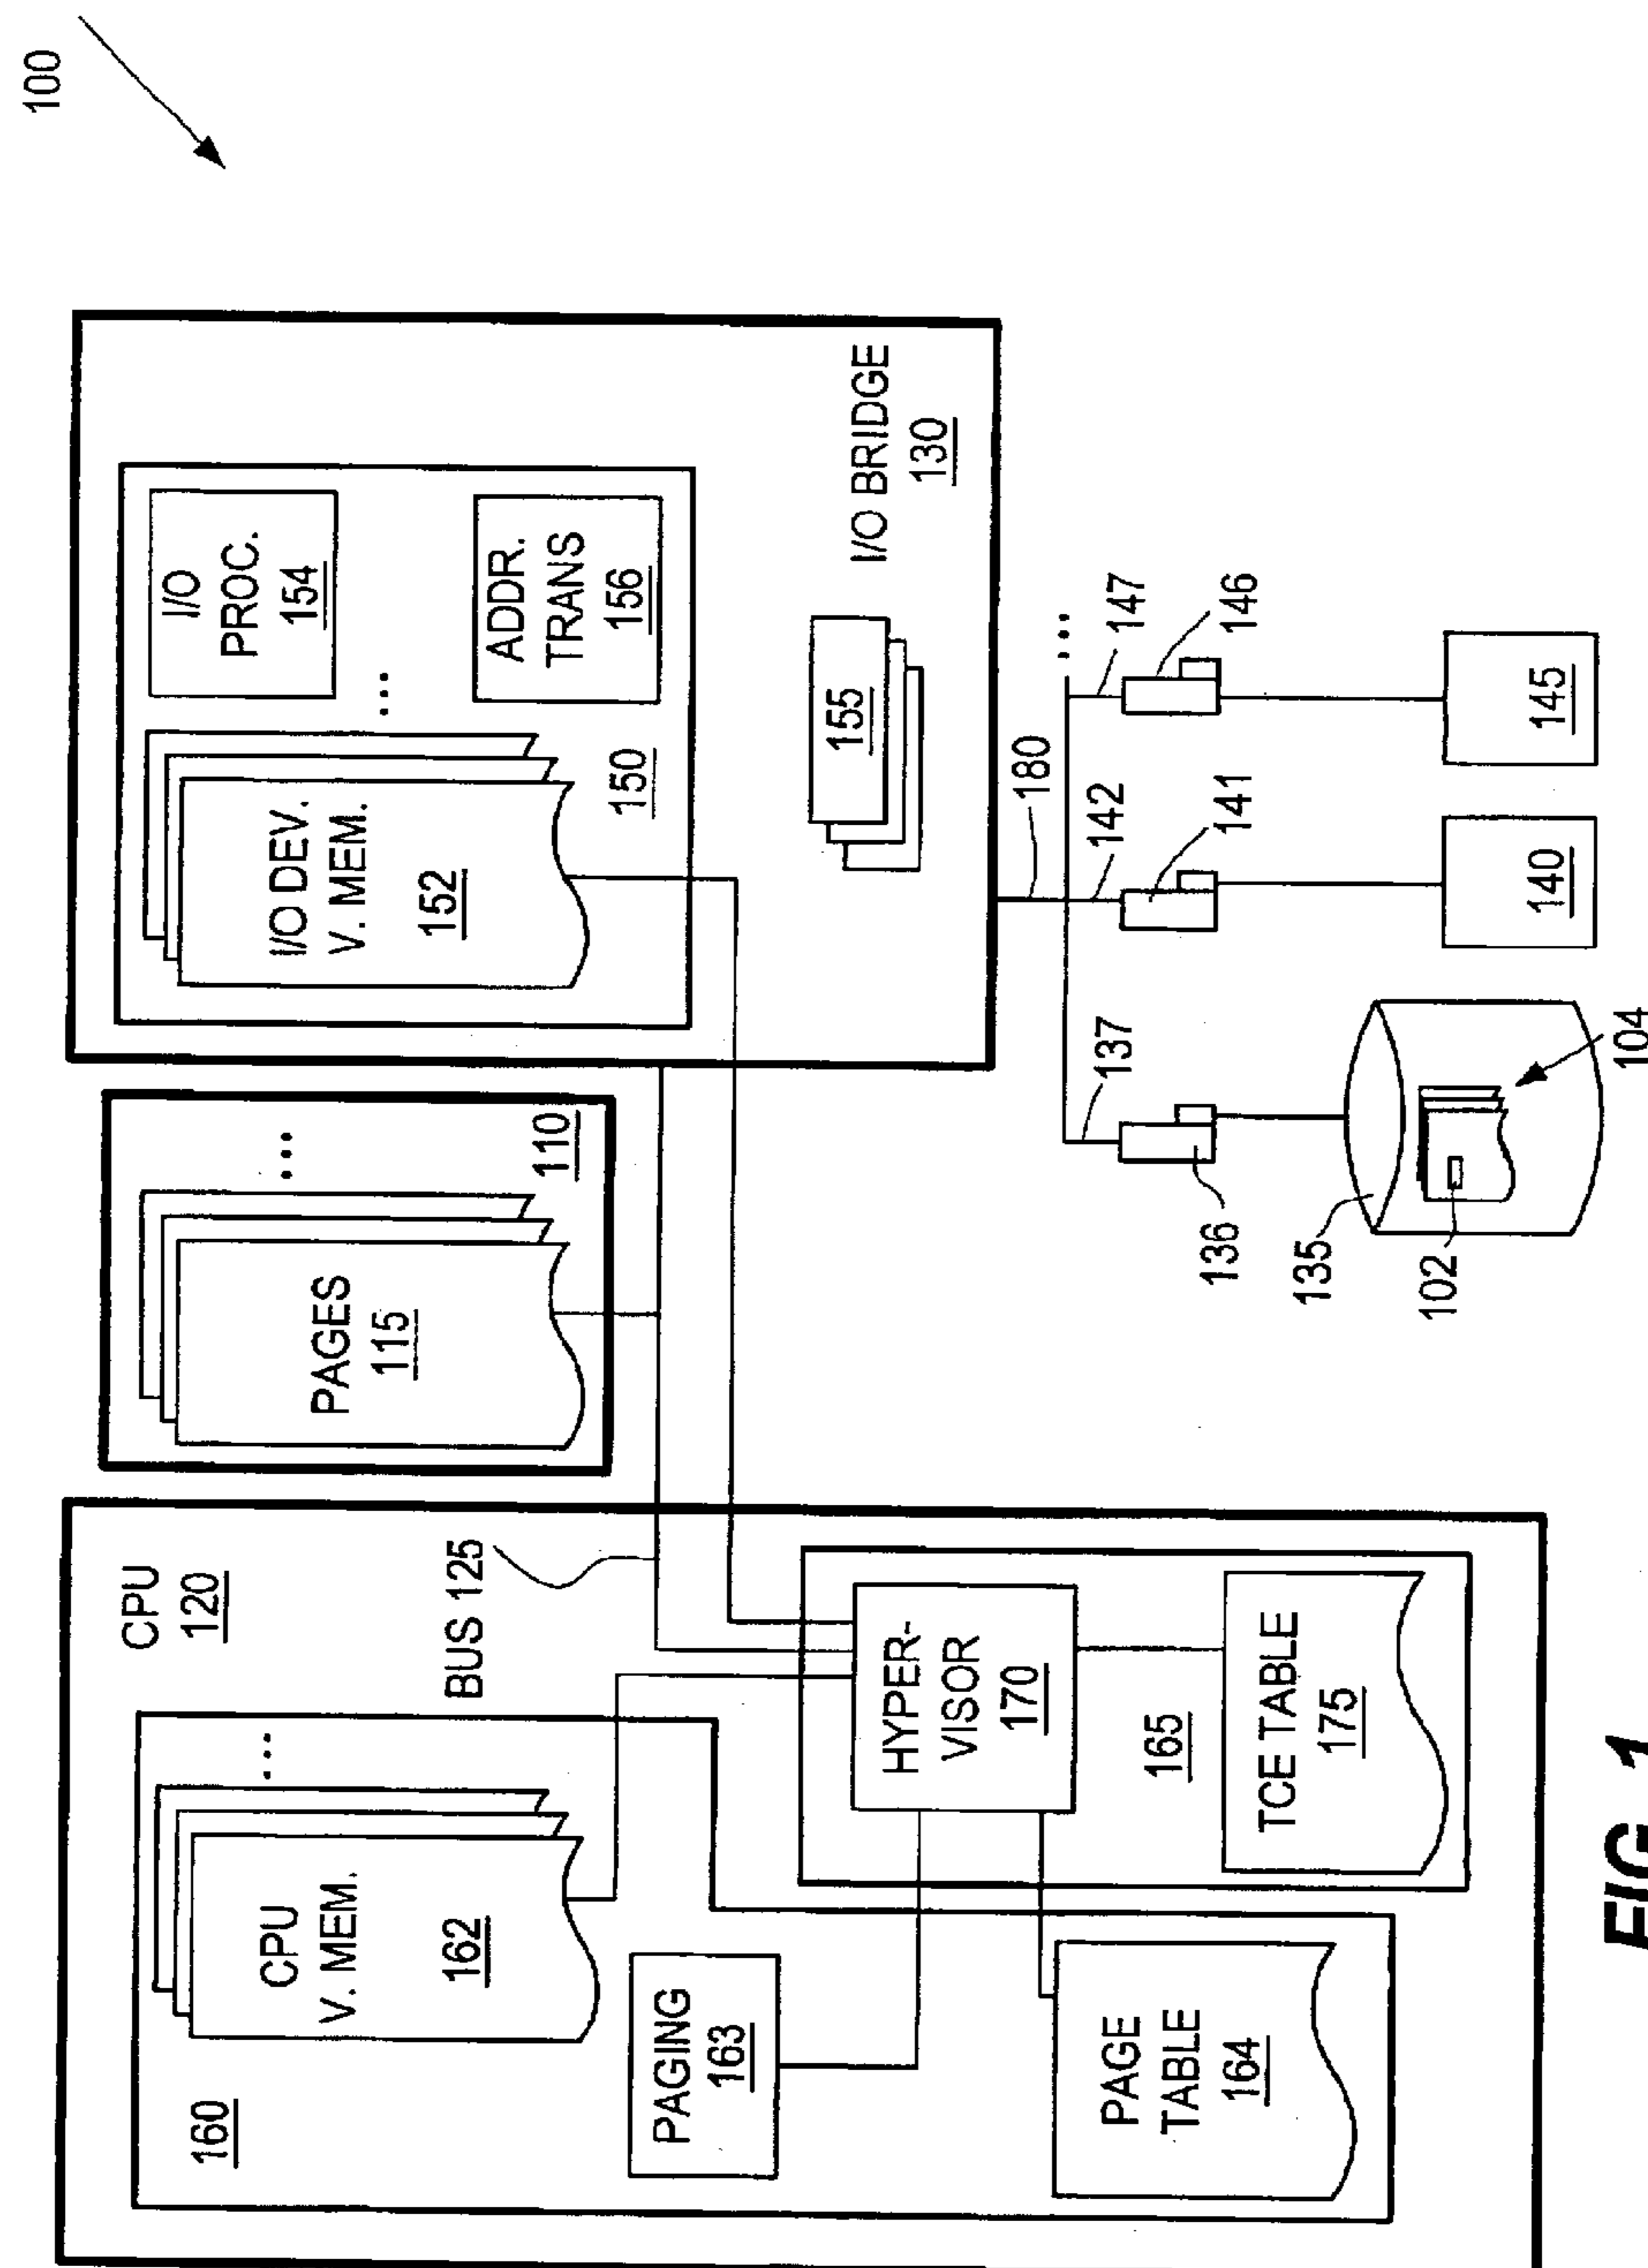 100
CPU
120
160
CPU
V. MEM.
162
...
PAGING
163
PAGE
TABLE
164
BUS 125
HYPER-
VISOR
170
165
TCE TABLE
175
PAGES
115
...
110
I/O DEV.
V. MEM.
152
...
150
I/O
PROC.
154
ADDR.
TRANS
156
155
I/O BRIDGE
130
180
...
137
142
147
136
141
146
135
102
104
140
145
FIG. 1